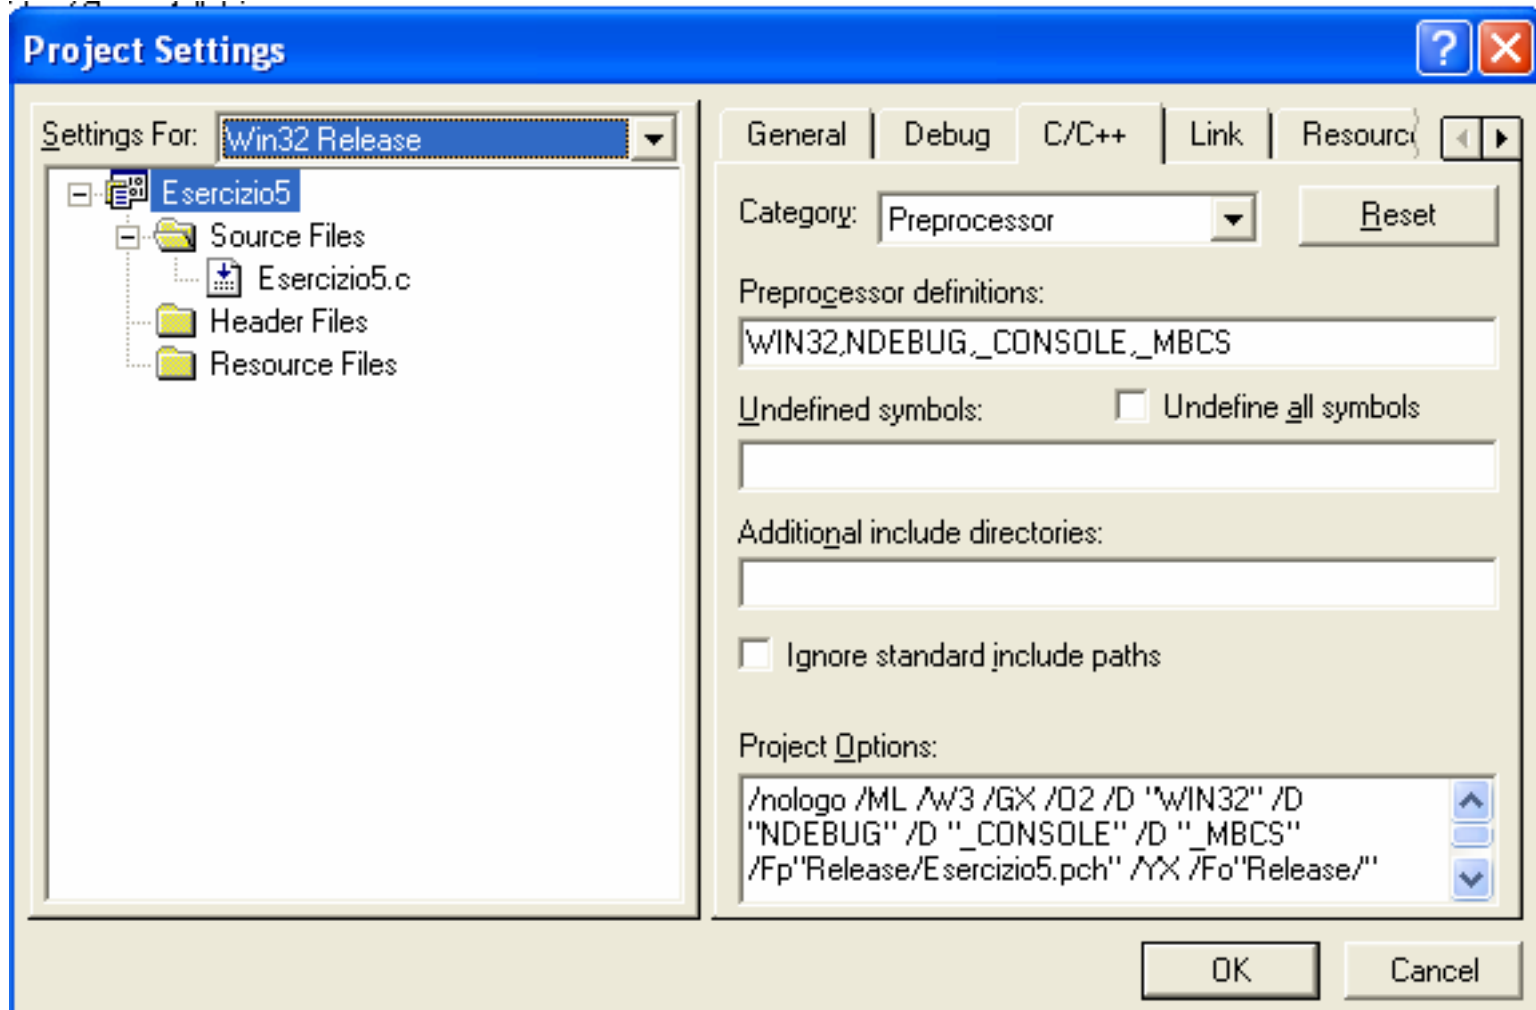 Project Settings
Settings For:
Win32 Release
Esercizio5
Source Files
Esercizio5.c
Header Files
Resource Files
General
Debug
C/C++
Link
Category:
Preprocessor
Reset
Preprocessor definitions:
WIN32,NDEBUG,_CONSOLE,_MBCS
Undefined symbols:
Undefine all symbols
Additional include directories:
Ignore standard include paths
Project Options:
/nologo /ML /W3 /GX /O2 /D "WIN32" /D
"NDEBUG" /D "_CONSOLE" /D "_MBCS"
/Fp"Release/Esercizio5.pch" /YX /Fo"Release/"
OK
Cancel